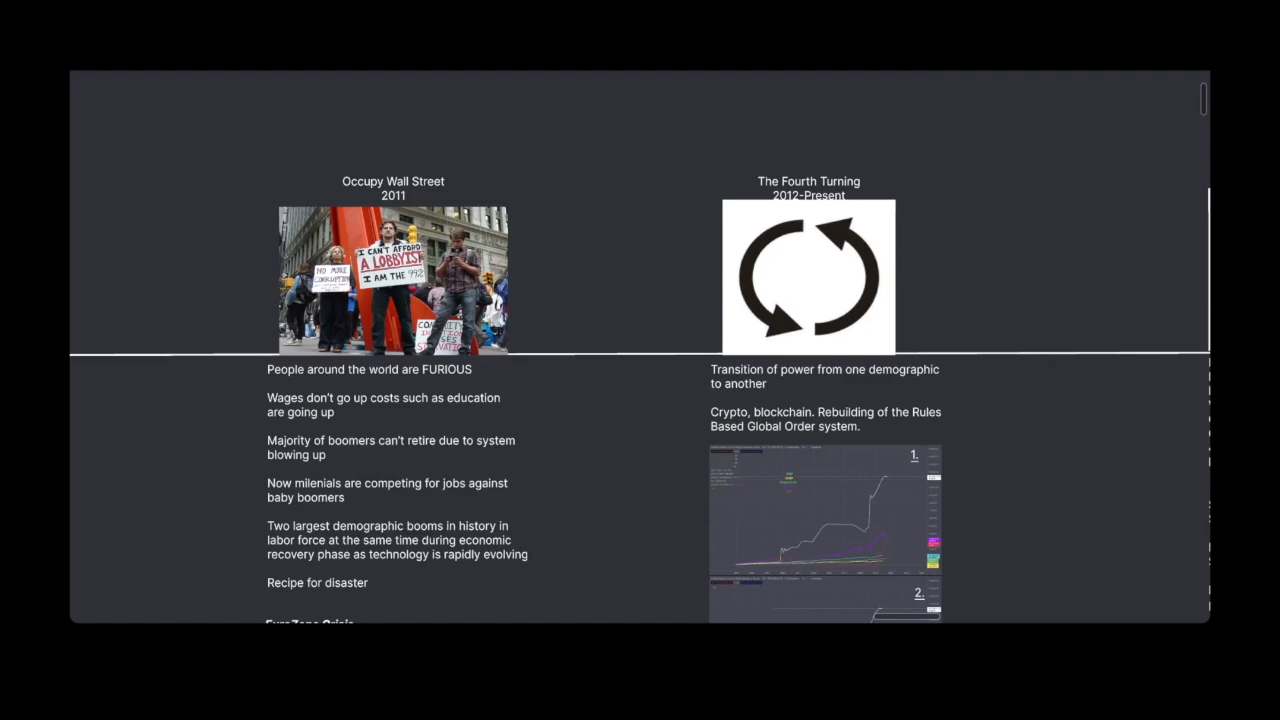 Occupy Wall Street
2011
NO MORE
CORRUPTION
I CAN'T AFFORD
A LOBBYIST
I AM THE 99%
People around the world are FURIOUS
Wages don't go up costs such as education
are going up
Majority of boomers can't retire due to system
blowing up
Now milenials are competing for jobs against
baby boomers
Two largest demographic booms in history in
labor force at the same time during economic
recovery phase as technology is rapidly evolving
Recipe for disaster
EuroZone Crisis
The Fourth Turning
2012-Present
Transition of power from one demographic
to another
Crypto, blockchain. Rebuilding of the Rules
Based Global Order system.
1.
2.